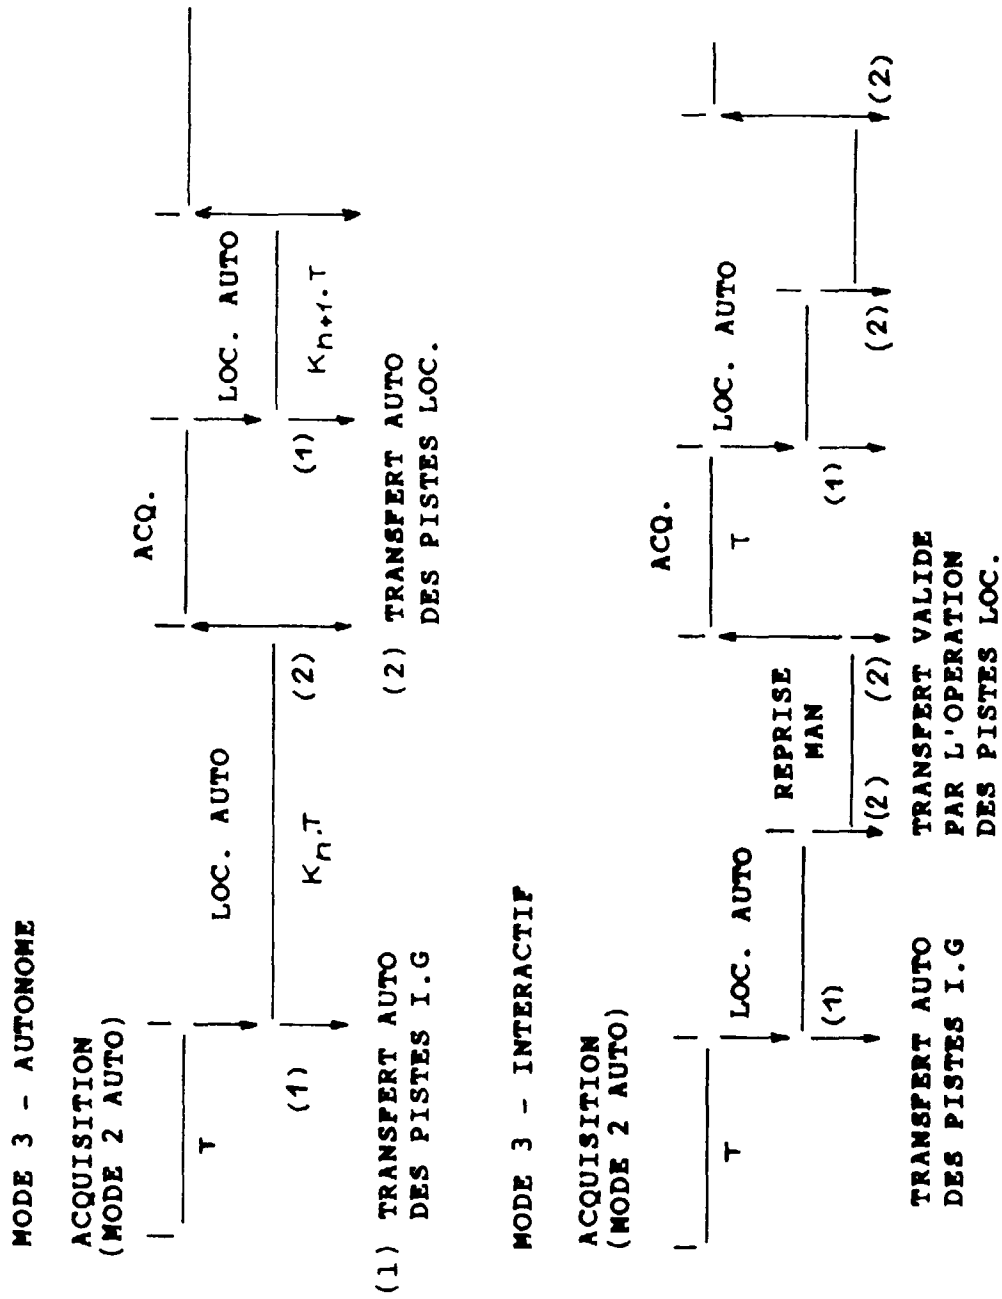 MODE 3 - AUTONOME
ACQUISITION
(MODE 2 AUTO)
ACQ.
T
LOC. AUTO
LOC. AUTO
(1)
Kn.T
(2)
(1)
Kn+1.T
(1) TRANSFERT AUTO
DES PISTES I.G
(2) TRANSFERT AUTO
DES PISTES LOC.
MODE 3 - INTERACTIF
ACQUISITION
(MODE 2 AUTO)
ACQ.
T
LOC. AUTO
REPRISE
MAN
T
LOC. AUTO
(1)
(2)
(2)
(1)
(2)
(2)
TRANSFERT AUTO
DES PISTES I.G
TRANSFERT VALIDE
PAR L'OPERATION
DES PISTES LOC.